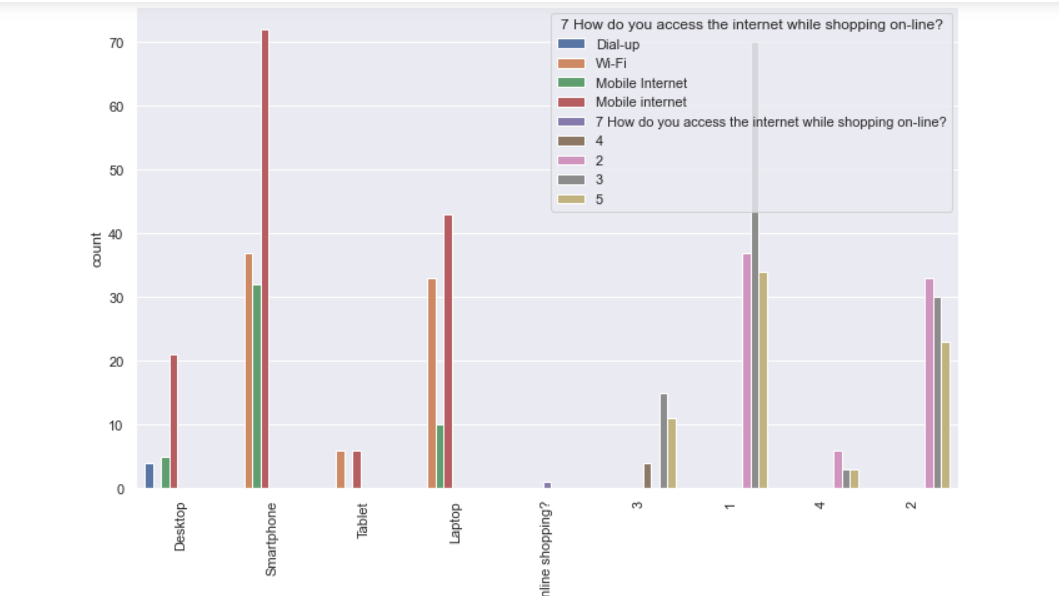 7 How do you access the internet while shopping on-line?
Dial-up
Wi-Fi
Mobile Internet
Mobile internet
7 How do you access the internet while shopping on-line?
4
2
3
5
count
70
60
50
40
30
20
10
0
Desktop
Smartphone
Tablet
Laptop
nline shopping?
3
1
4
2